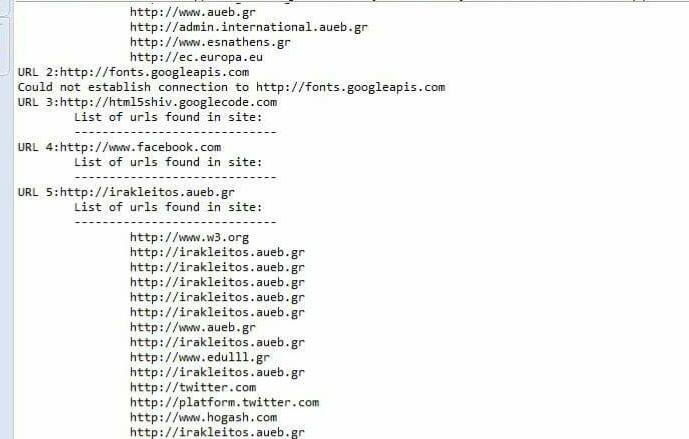 http://www.aueb.gr
http://admin.international.aueb.gr
http://www.esnathens.gr
http://ec.europa.eu
URL 2:http://fonts.googleapis.com
Could not establish connection to http://fonts.googleapis.com
URL 3:http://html5shiv.googlecode.com
List of urls found in site:
-----------------------------
URL 4:http://www.facebook.com
List of urls found in site:
-----------------------------
URL 5:http://irakleitos.aueb.gr
List of urls found in site:
-----------------------------
http://www.w3.org
http://irakleitos.aueb.gr
http://irakleitos.aueb.gr
http://irakleitos.aueb.gr
http://irakleitos.aueb.gr
http://irakleitos.aueb.gr
http://www.aueb.gr
http://irakleitos.aueb.gr
http://www.edulll.gr
http://irakleitos.aueb.gr
http://twitter.com
http://platform.twitter.com
http://www.hogash.com
http://irakleitos.aueb.gr